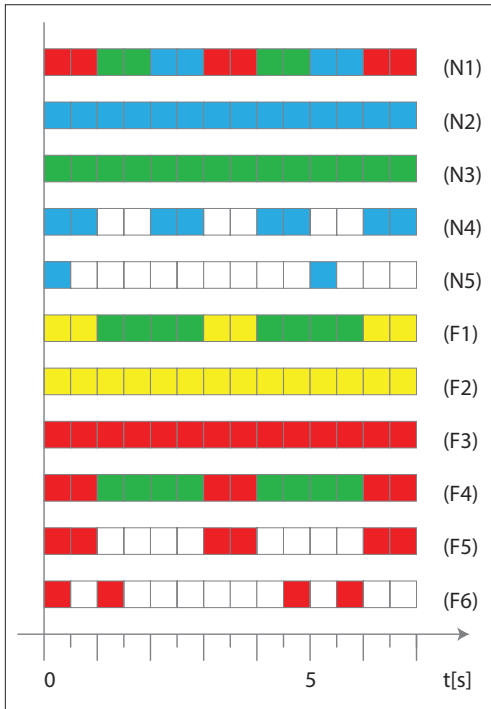 (N1)
(N2)
(N3)
(N4)
(N5)
(F1)
(F2)
(F3)
(F4)
(F5)
(F6)
0 5 t[s]